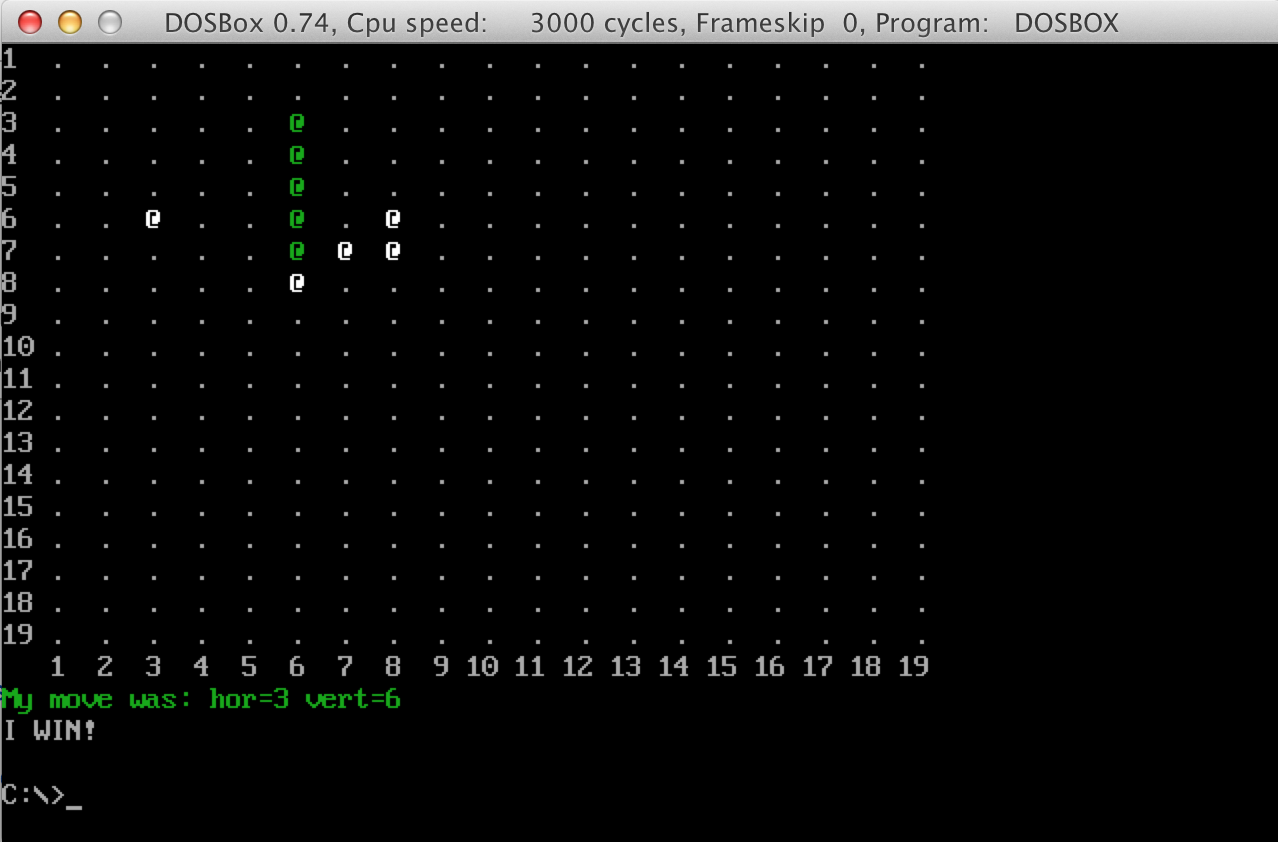 DOSBox 0.74, Cpu speed: 3000 cycles, Frameskip 0, Program: DOSBOX
1 . . . . . . . . . . . . . . . . . . .
2 . . . . . . . . . . . . . . . . . . .
3 . . . . . @ . . . . . . . . . . . . .
4 . . . . . @ . . . . . . . . . . . . .
5 . . . . . @ . . . . . . . . . . . . .
6 . . @ . . @ . @ . . . . . . . . . . .
7 . . . . . @ @ @ . . . . . . . . . . .
8 . . . . . @ . . . . . . . . . . . . .
9 . . . . . . . . . . . . . . . . . . .
10 . . . . . . . . . . . . . . . . . . .
11 . . . . . . . . . . . . . . . . . . .
12 . . . . . . . . . . . . . . . . . . .
13 . . . . . . . . . . . . . . . . . . .
14 . . . . . . . . . . . . . . . . . . .
15 . . . . . . . . . . . . . . . . . . .
16 . . . . . . . . . . . . . . . . . . .
17 . . . . . . . . . . . . . . . . . . .
18 . . . . . . . . . . . . . . . . . . .
19 . . . . . . . . . . . . . . . . . . .
1 2 3 4 5 6 7 8 9 10 11 12 13 14 15 16 17 18 19
My move was: hor=3 vert=6
I WIN!
C:\>_